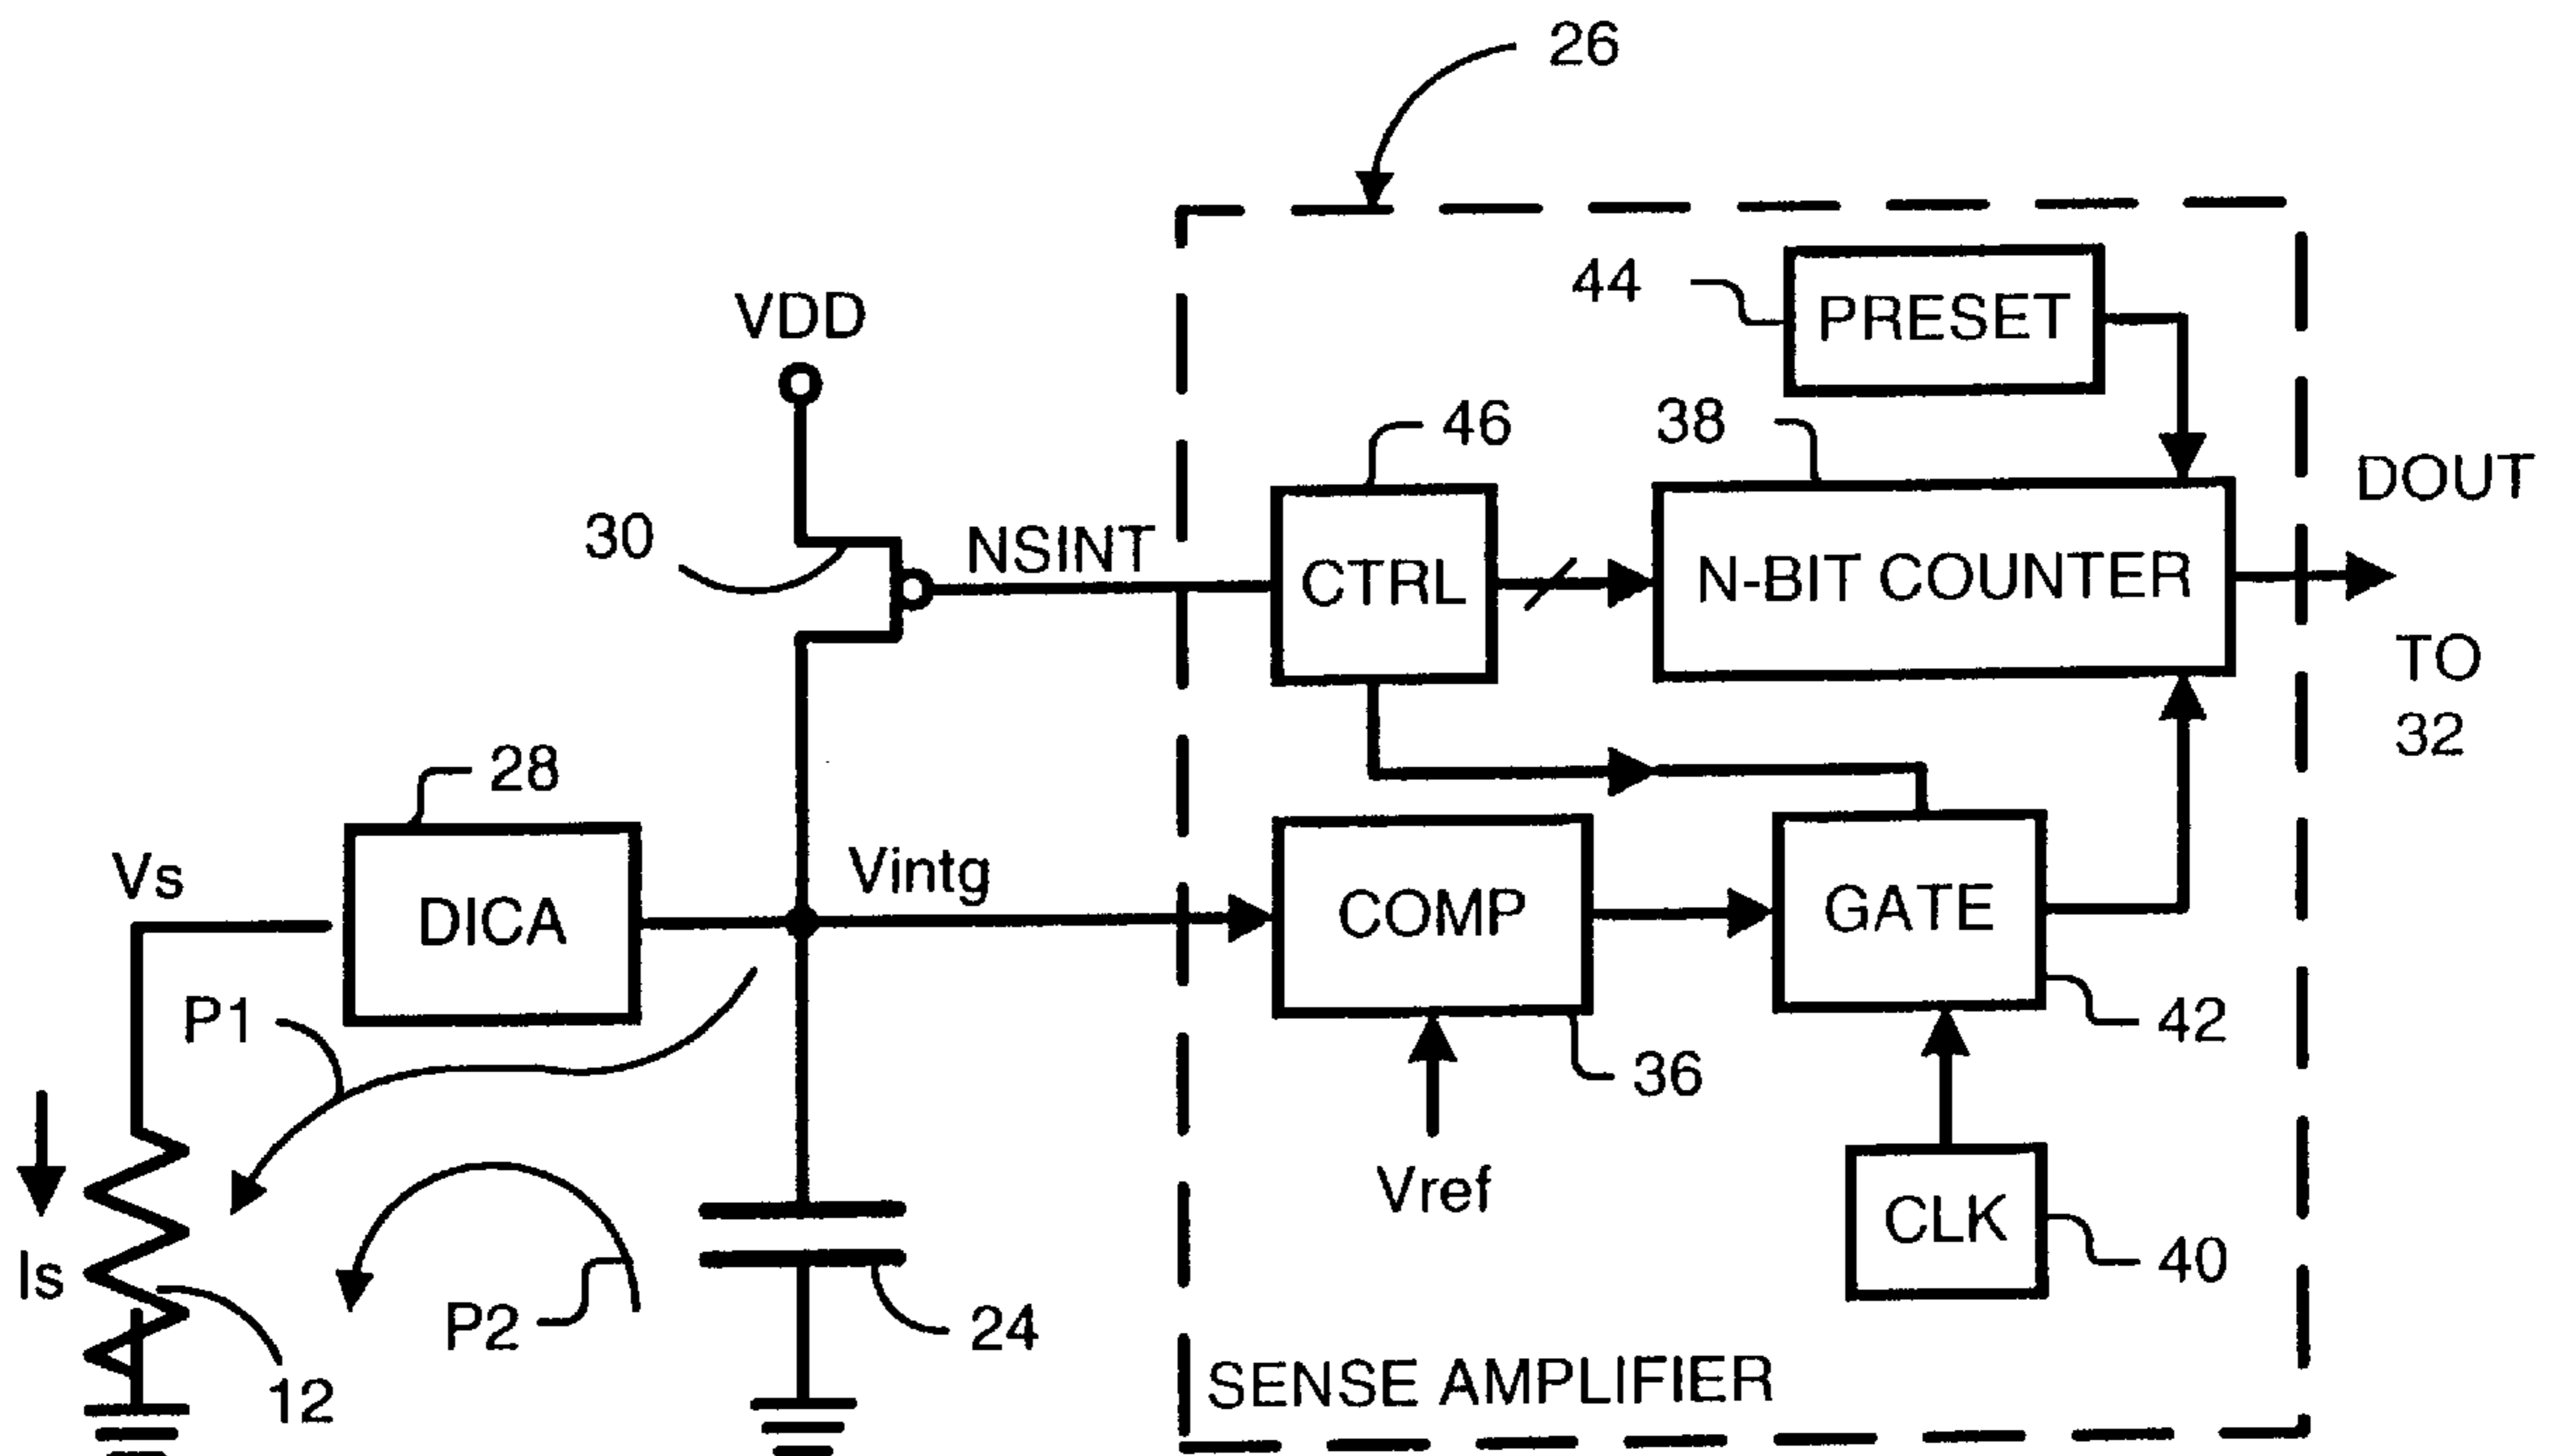 26
44
PRESET
VDD
46
38
DOUT
30
NSINT
CTRL
N-BIT COUNTER
TO
32
28
Vs
DICA
Vintg
COMP
GATE
P1
42
36
Is
Vref
CLK
40
P2
24
12
SENSE AMPLIFIER